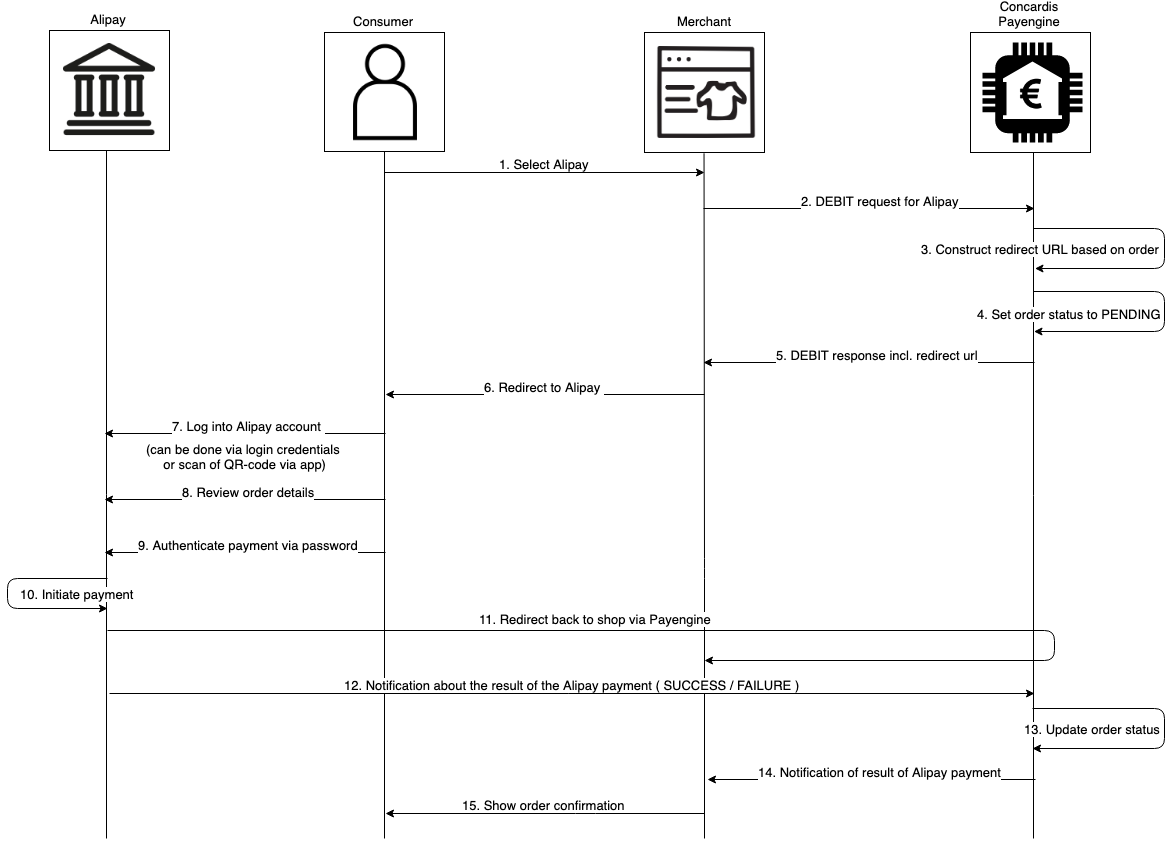 Alipay
Consumer
Merchant
Concardis
Payengine
€
1. Select Alipay
2. DEBIT request for Alipay
3. Construct redirect URL based on order
4. Set order status to PENDING
5. DEBIT response incl. redirect url
6. Redirect to Alipay
7. Log into Alipay account
(can be done via login credentials
or scan of QR-code via app)
8. Review order details
9. Authenticate payment via password
10. Initiate payment
11. Redirect back to shop via Payengine
12. Notification about the result of the Alipay payment ( SUCCESS / FAILURE )
13. Update order status
14. Notification of result of Alipay payment
15. Show order confirmation